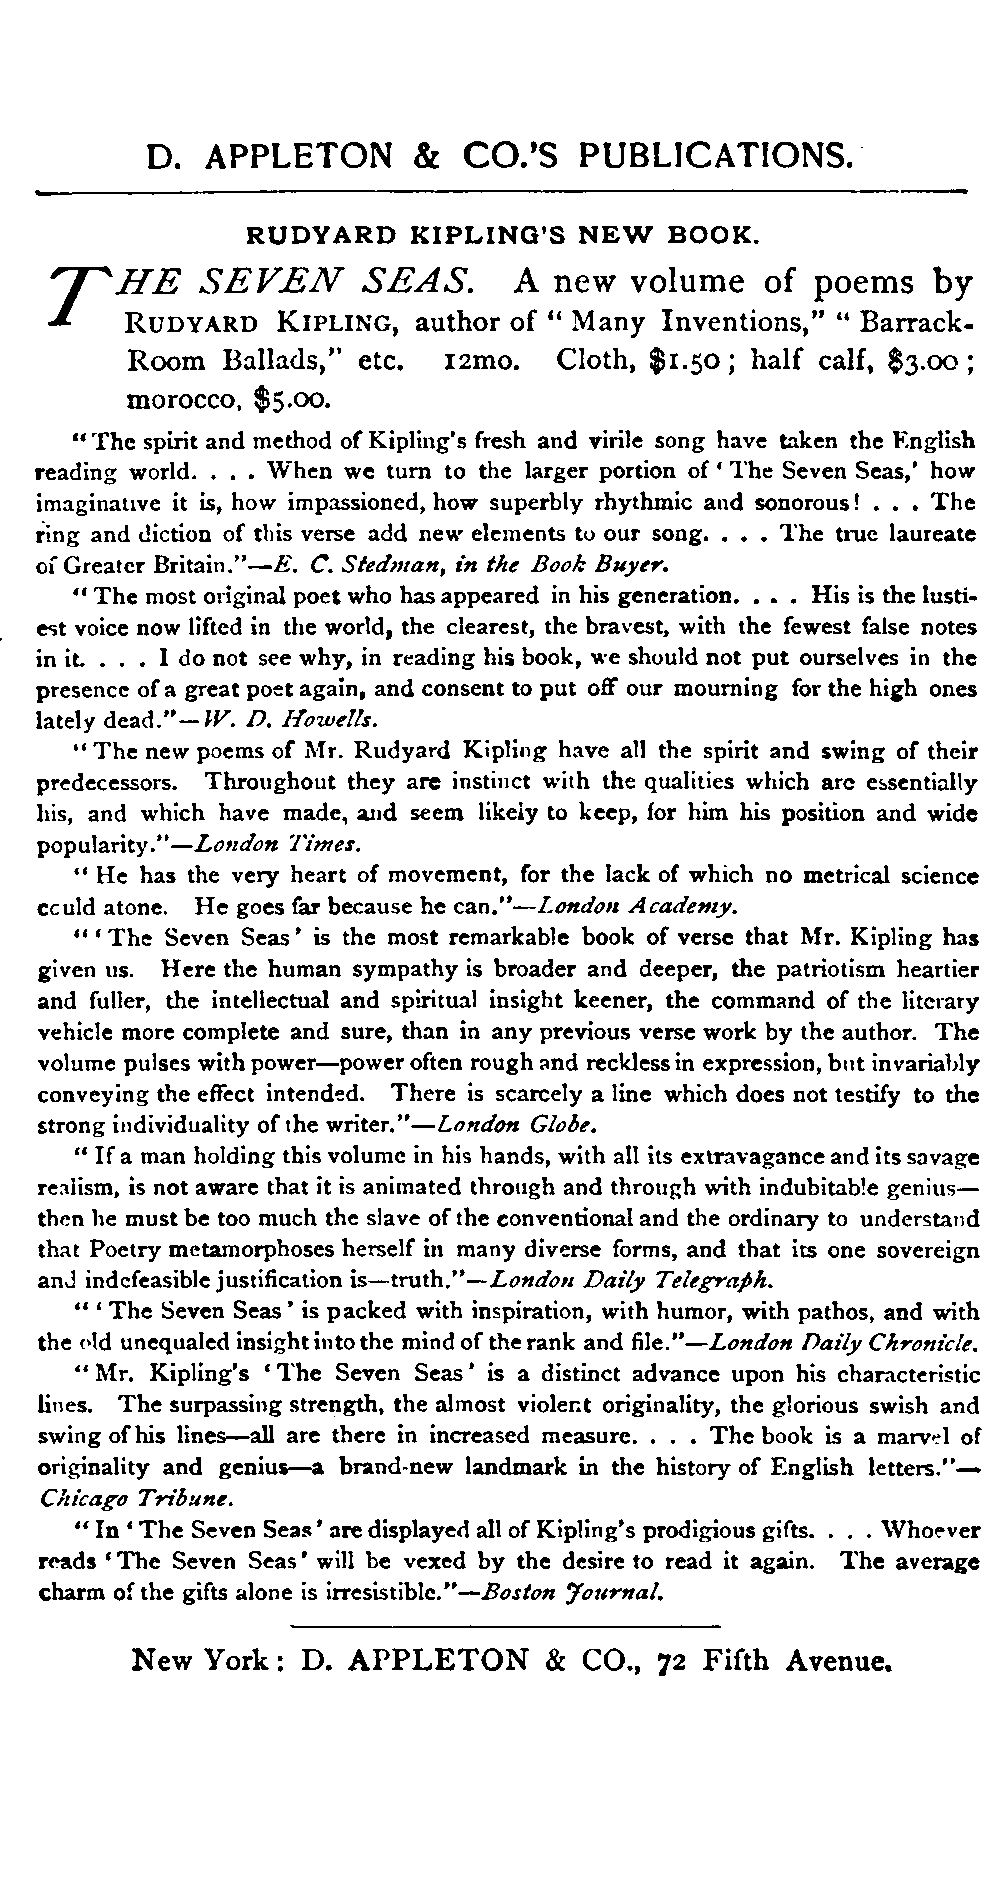 D. APPLETON & CO.'S PUBLICATIONS.
RUDYARD KIPLING'S NEW BOOK.
THE SEVEN SEAS. A new volume of poems by
RUDYARD KIPLING, author of “ Many Inventions,” “ Barrack-
Room Ballads,” etc. 12mo. Cloth, $1.50 ; half calf, $3.00 ;
morocco, $5.00.
“ The spirit and method of Kipling's fresh and virile song have taken the English
reading world. . . . When we turn to the larger portion of ‘ The Seven Seas,’ how
imaginative it is, how impassioned, how superbly rhythmic and sonorous ! . . . The
ring and diction of this verse add new elements to our song. . . . The true laureate
of Greater Britain.”—E. C. Stedman, in the Book Buyer.
“ The most original poet who has appeared in his generation. . . . His is the lusti-
est voice now lifted in the world, the clearest, the bravest, with the fewest false notes
in it. . . . I do not see why, in reading his book, we should not put ourselves in the
presence of a great poet again, and consent to put off our mourning for the high ones
lately dead.”—W. D. Howells.
“ The new poems of Mr. Rudyard Kipling have all the spirit and swing of their
predecessors. Throughout they are instinct with the qualities which are essentially
his, and which have made, and seem likely to keep, for him his position and wide
popularity.”—London Times.
“ He has the very heart of movement, for the lack of which no metrical science
could atone. He goes far because he can.”—London Academy.
“ ‘ The Seven Seas ’ is the most remarkable book of verse that Mr. Kipling has
given us. Here the human sympathy is broader and deeper, the patriotism heartier
and fuller, the intellectual and spiritual insight keener, the command of the literary
vehicle more complete and sure, than in any previous verse work by the author. The
volume pulses with power—power often rough and reckless in expression, but invariably
conveying the effect intended. There is scarcely a line which does not testify to the
strong individuality of the writer.”—London Globe.
“ If a man holding this volume in his hands, with all its extravagance and its savage
realism, is not aware that it is animated through and through with indubitable genius—
then he must be too much the slave of the conventional and the ordinary to understand
that Poetry metamorphoses herself in many diverse forms, and that its one sovereign
and indefeasible justification is—truth.”—London Daily Telegraph.
“ ‘ The Seven Seas ’ is packed with inspiration, with humor, with pathos, and with
the old unequaled insight into the mind of the rank and file.”—London Daily Chronicle.
“ Mr. Kipling's ‘ The Seven Seas ’ is a distinct advance upon his characteristic
lines. The surpassing strength, the almost violent originality, the glorious swish and
swing of his lines—all are there in increased measure. . . . The book is a marvel of
originality and genius—a brand-new landmark in the history of English letters.”—
Chicago Tribune.
“ In ‘ The Seven Seas ’ are displayed all of Kipling's prodigious gifts. . . . Whoever
reads ‘ The Seven Seas ’ will be vexed by the desire to read it again. The average
charm of the gifts alone is irresistible.”—Boston Journal.
New York : D. APPLETON & CO., 72 Fifth Avenue.